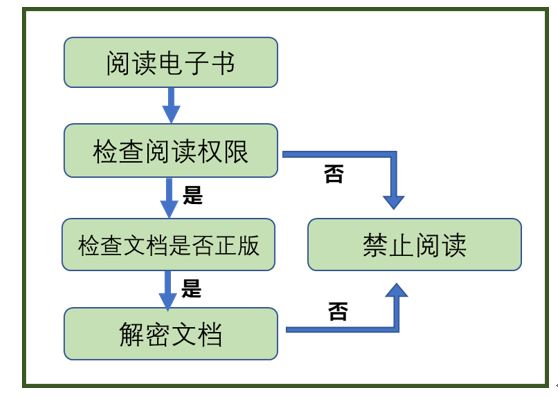 阅读电子书
检查阅读权限
否
是
检查文档是否正版
禁止阅读
是
解密文档
否